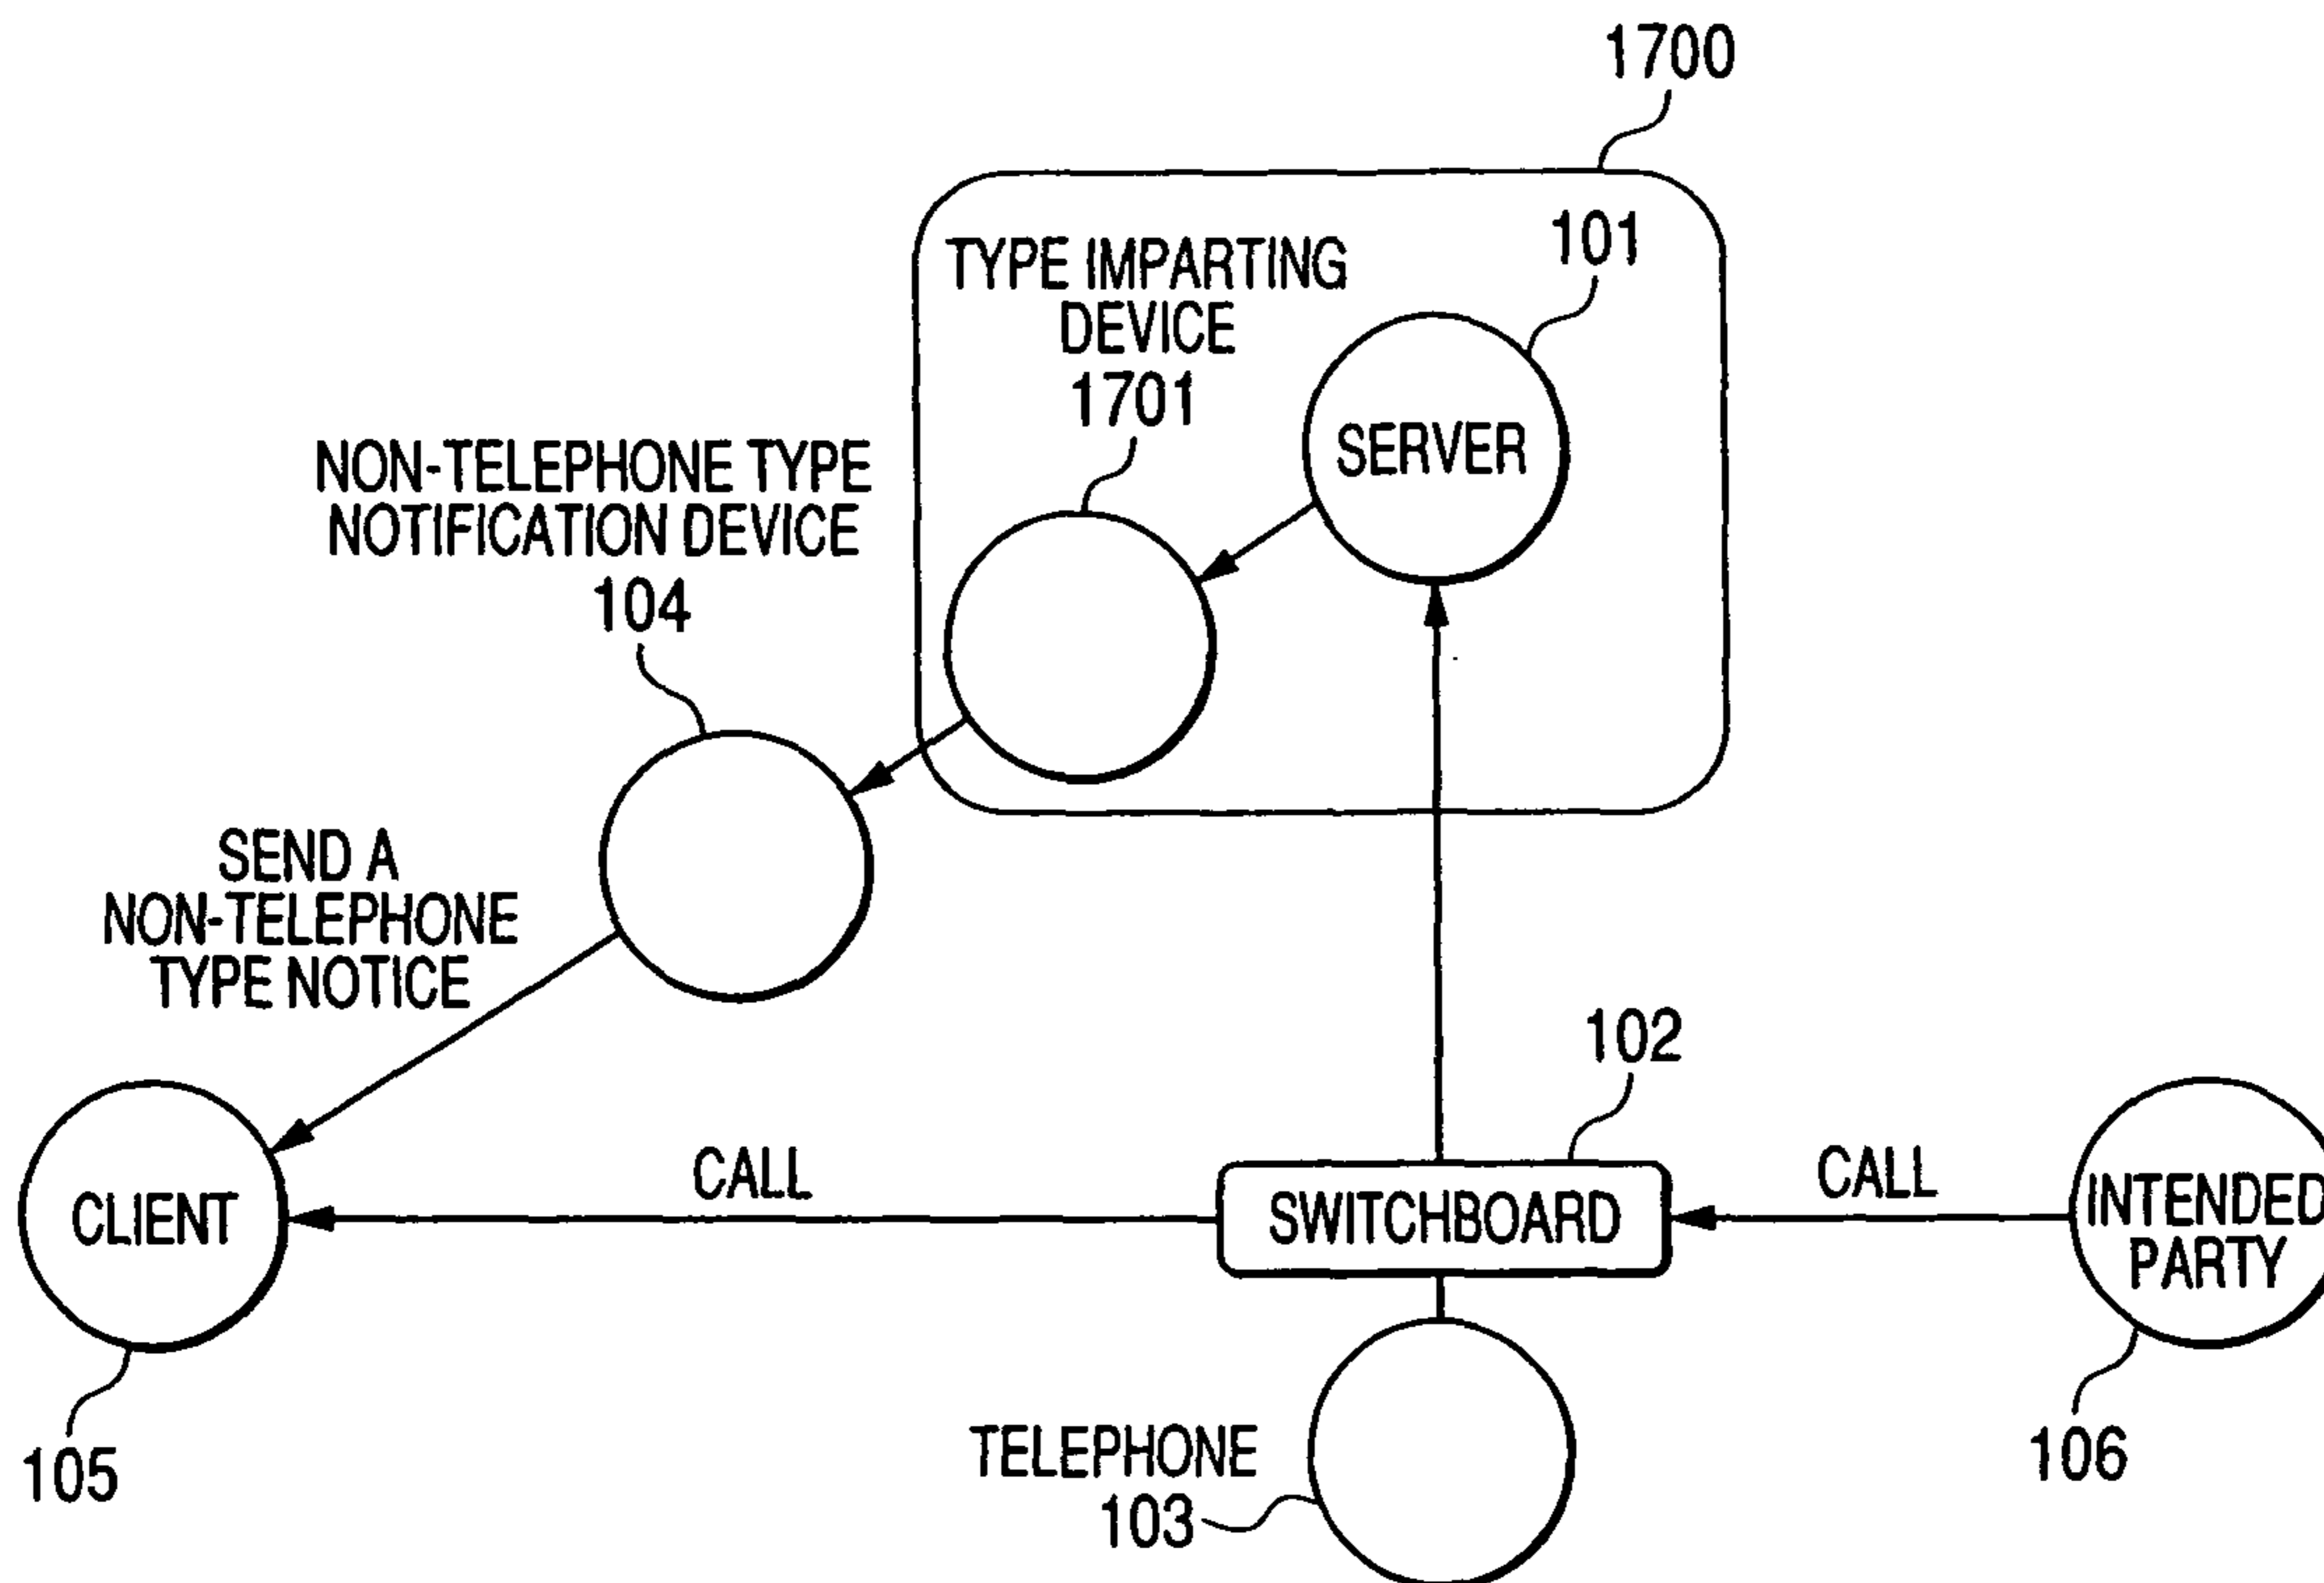 1700
101
TYPE IMPARTING
DEVICE
1701
SERVER
NON-TELEPHONE TYPE
NOTIFICATION DEVICE
104
SEND A
NON-TELEPHONE
TYPE NOTICE
102
CLIENT
CALL
SWITCHBOARD
CALL
INTENDED
PARTY
105
TELEPHONE
103
106